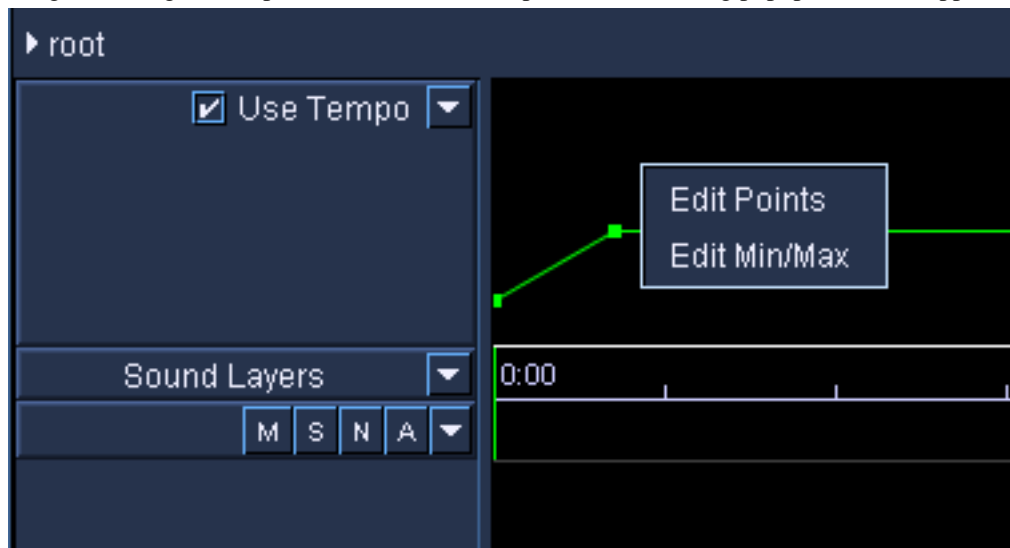 root
Use Tempo
Edit Points
Edit Min/Max
Sound Layers
0:00
M S N A